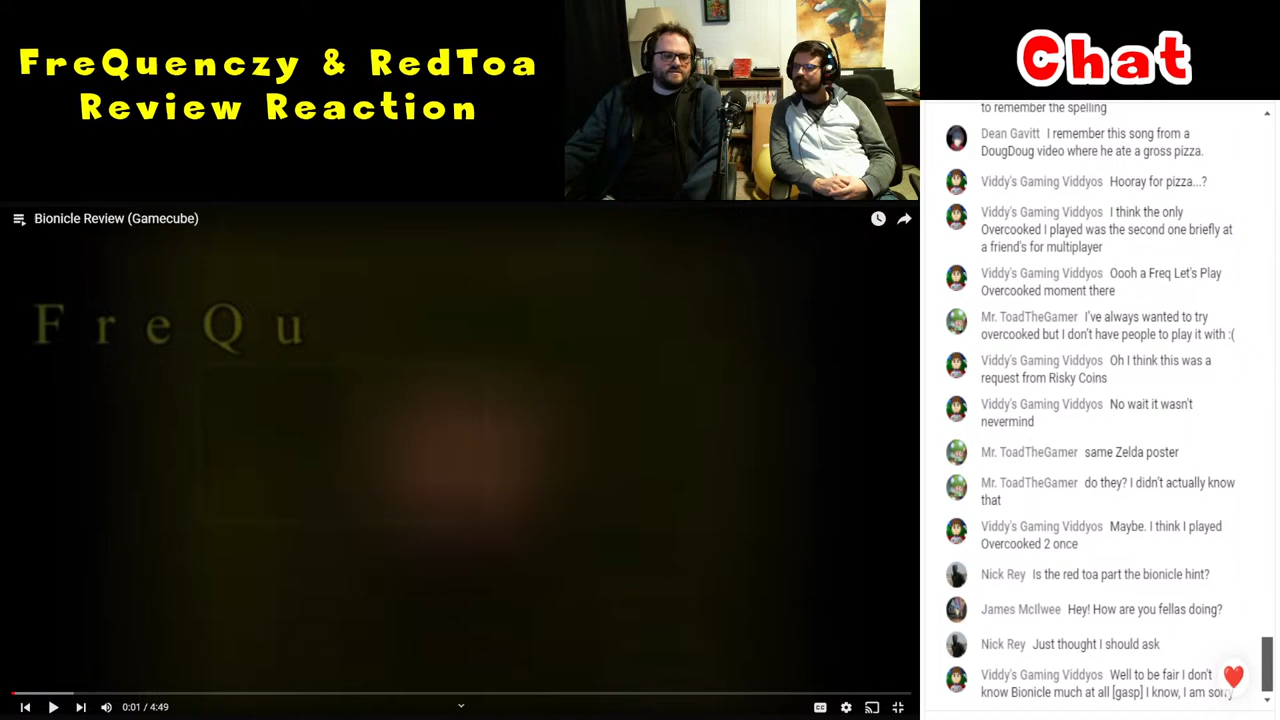 FreQuenczy & RedToa
Review Reaction
Chat
Bionicle Review (Gamecube)
F r e Q u
0:01 / 4:49
to remember the spelling
Dean Gavitt I remember this song from a
DougDoug video where he ate a gross pizza.
Viddy's Gaming Viddyos Hooray for pizza...?
Viddy's Gaming Viddyos I think the only
Overcooked I played was the second one briefly at
a friend's for multiplayer
Viddy's Gaming Viddyos Oooh a Freq Let's Play
Overcooked moment there
Mr. ToadTheGamer I've always wanted to try
overcooked but I don't have people to play it with :(
Viddy's Gaming Viddyos Oh I think this was a
request from Risky Coins
Viddy's Gaming Viddyos No wait it wasn't
nevermind
Mr. ToadTheGamer same Zelda poster
Mr. ToadTheGamer do they? I didn't actually know
that
Viddy's Gaming Viddyos Maybe. I think I played
Overcooked 2 once
Nick Rey Is the red toa part the bionicle hint?
James McIlwee Hey! How are you fellas doing?
Nick Rey Just thought I should ask
Viddy's Gaming Viddyos Well to be fair I don't
know Bionicle much at all [gasp] I know, I am sorry